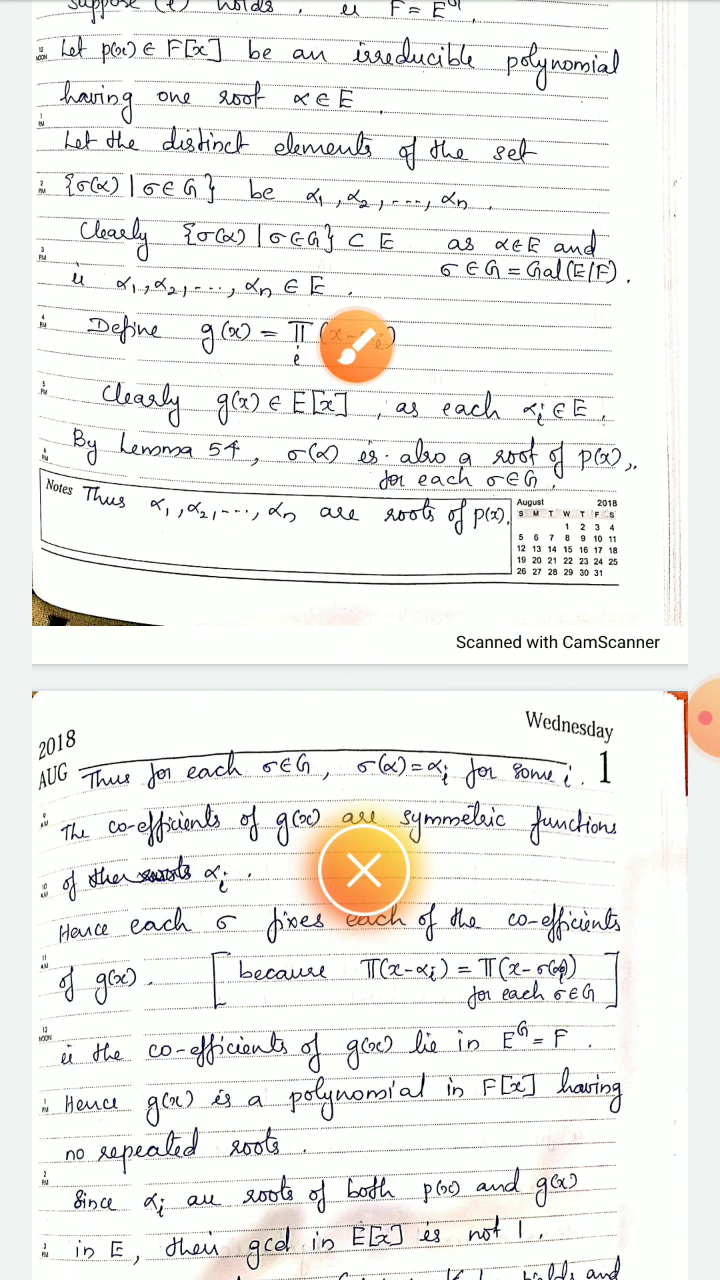 Suppose (2) holds. ie F = E^G.
Let p(x) ∈ F[x] be an irreducible polynomial
having one root α ∈ E.
Let the distinct elements of the set
{σ(α) | σ ∈ G} be α₁, α₂, ---, αₙ.
Clearly {σ(α) | σ ∈ G} ⊂ E as α ∈ E and
σ ∈ G = Gal(E/F).
ie α₁, α₂, ---, αₙ ∈ E.
Define g(x) = Π (x-
i
Clearly g(x) ∈ E[x], as each αᵢ ∈ E.
By Lemma 54, σ(α) is also a root of p(x),
for each σ ∈ G.
Notes Thus α₁, α₂, ---, αₙ are roots of p(x).
August 2018
S M T W T F S
1 2 3 4
5 6 7 8 9 10 11
12 13 14 15 16 17 18
19 20 21 22 23 24 25
26 27 28 29 30 31
Scanned with CamScanner
Wednesday
2018
AUG Thus for each σ ∈ G, σ(α) = αᵢ for some i. 1
The co-efficients of g(x) are symmetric functions
of the αᵢ.
Hence each σ fixes each of the co-efficients
of g(x). [because Π(x-αᵢ) = Π(x-σ(αᵢ))
for each σ ∈ G]
ie the co-efficients of g(x) lie in E^G = F.
Hence g(x) is a polynomial in F[x] having
no repeated roots.
Since αᵢ are roots of both p(x) and g(x)
in E, their gcd in E[x] is not 1.
holds and